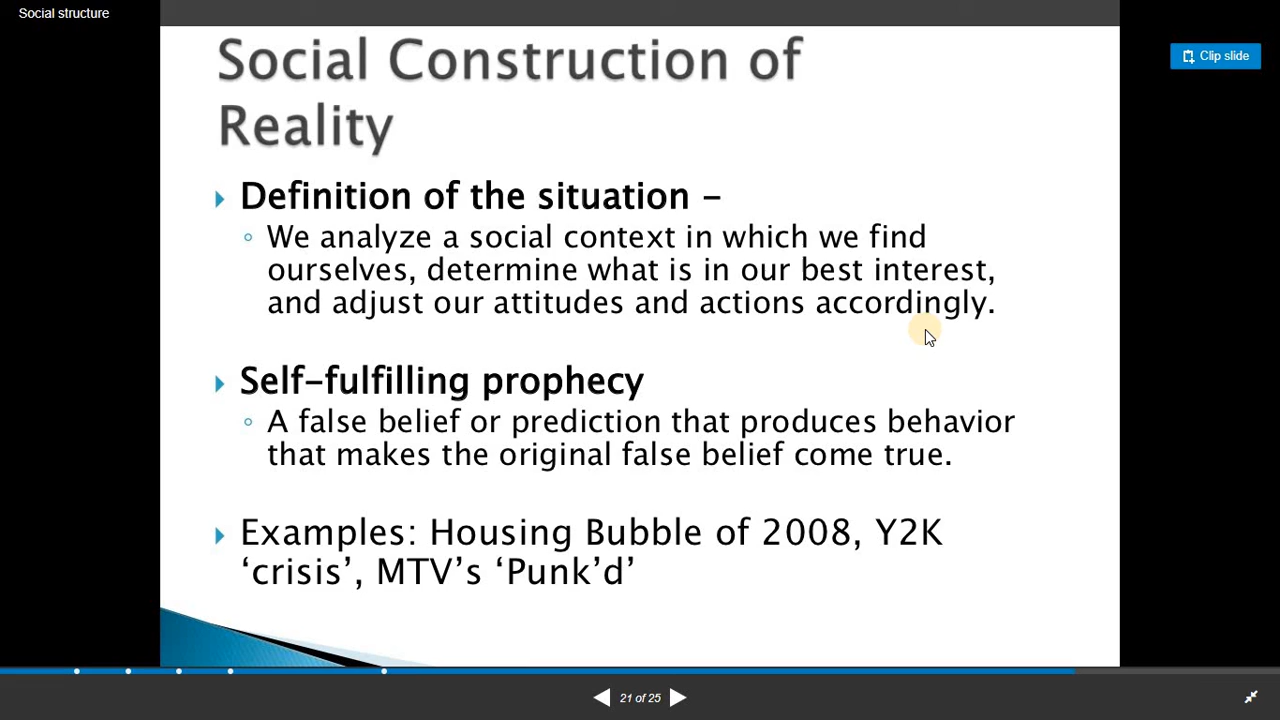 Social structure
Clip slide
Social Construction of
Reality
Definition of the situation –
We analyze a social context in which we find
ourselves, determine what is in our best interest,
and adjust our attitudes and actions accordingly.
Self-fulfilling prophecy
A false belief or prediction that produces behavior
that makes the original false belief come true.
Examples: Housing Bubble of 2008, Y2K
‘crisis’, MTV’s ‘Punk’d’
21 of 25